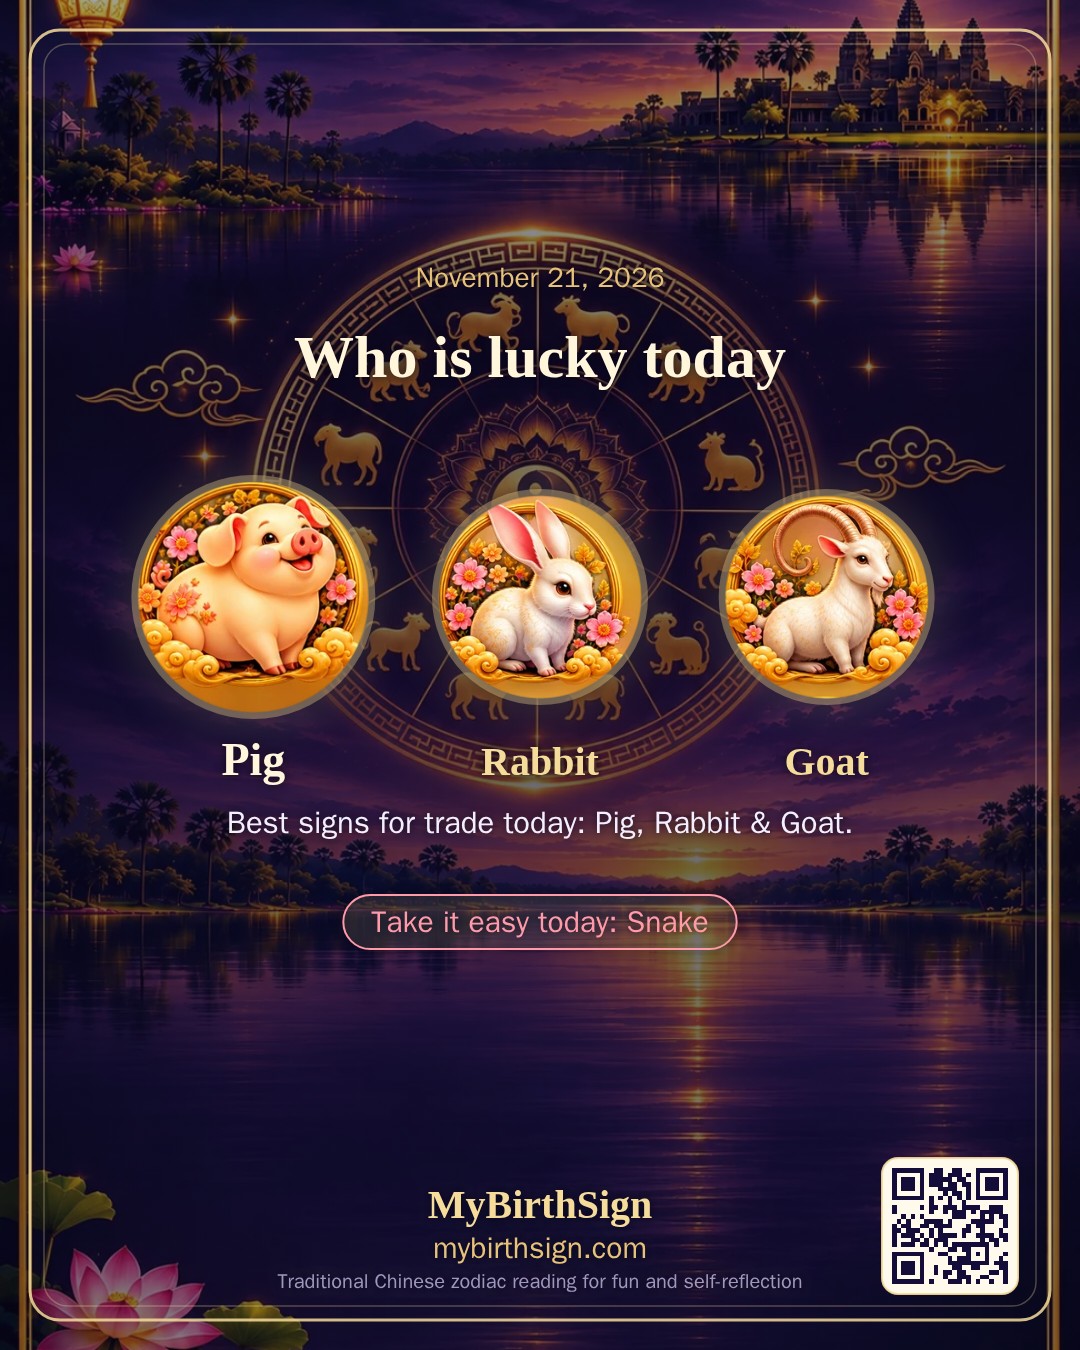 November 21, 2026
Who is lucky today
Pig
Rabbit
Goat
Best signs for trade today: Pig, Rabbit & Goat.
Take it easy today: Snake
MyBirthSign
mybirthsign.com
Traditional Chinese zodiac reading for fun and self-reflection